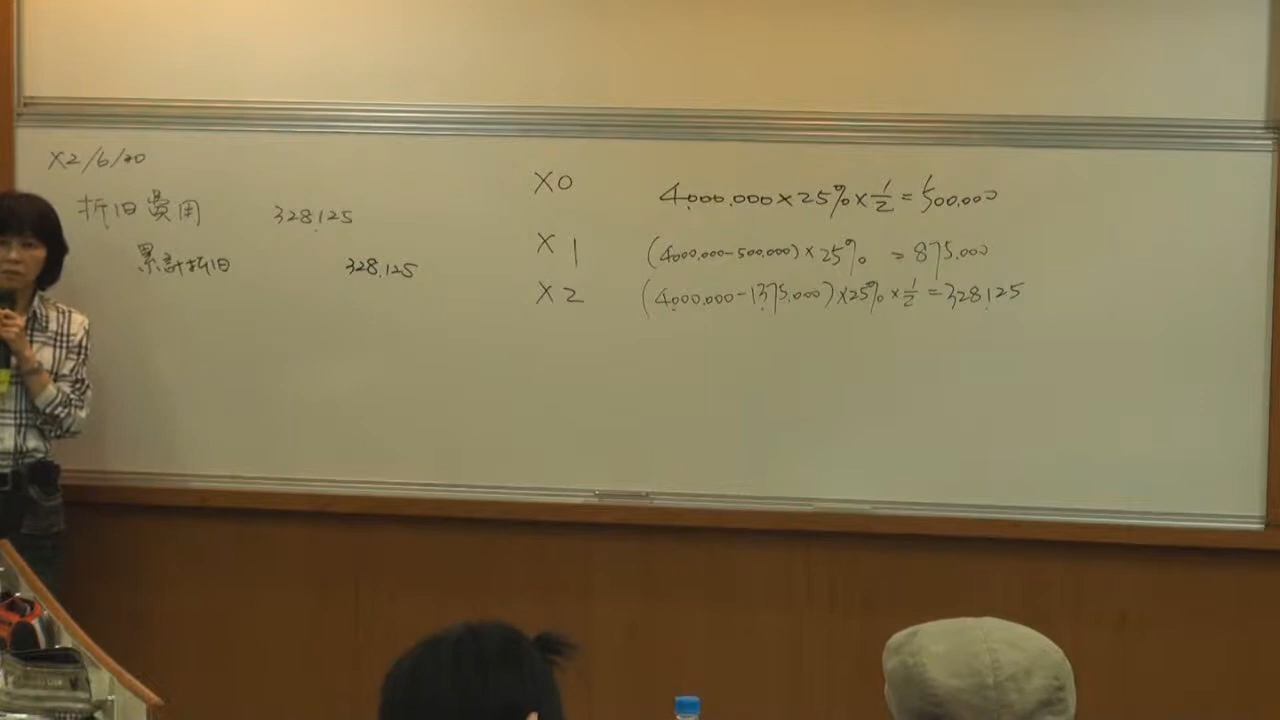 X2/6/30
折旧費用 328,125
累計折旧 328,125
X0 4,000,000×25%×1/2=500,000
X1 (4,000,000-500,000)×25% =875,000
X2 (4,000,000-1,375,000)×25%×1/2=328,125